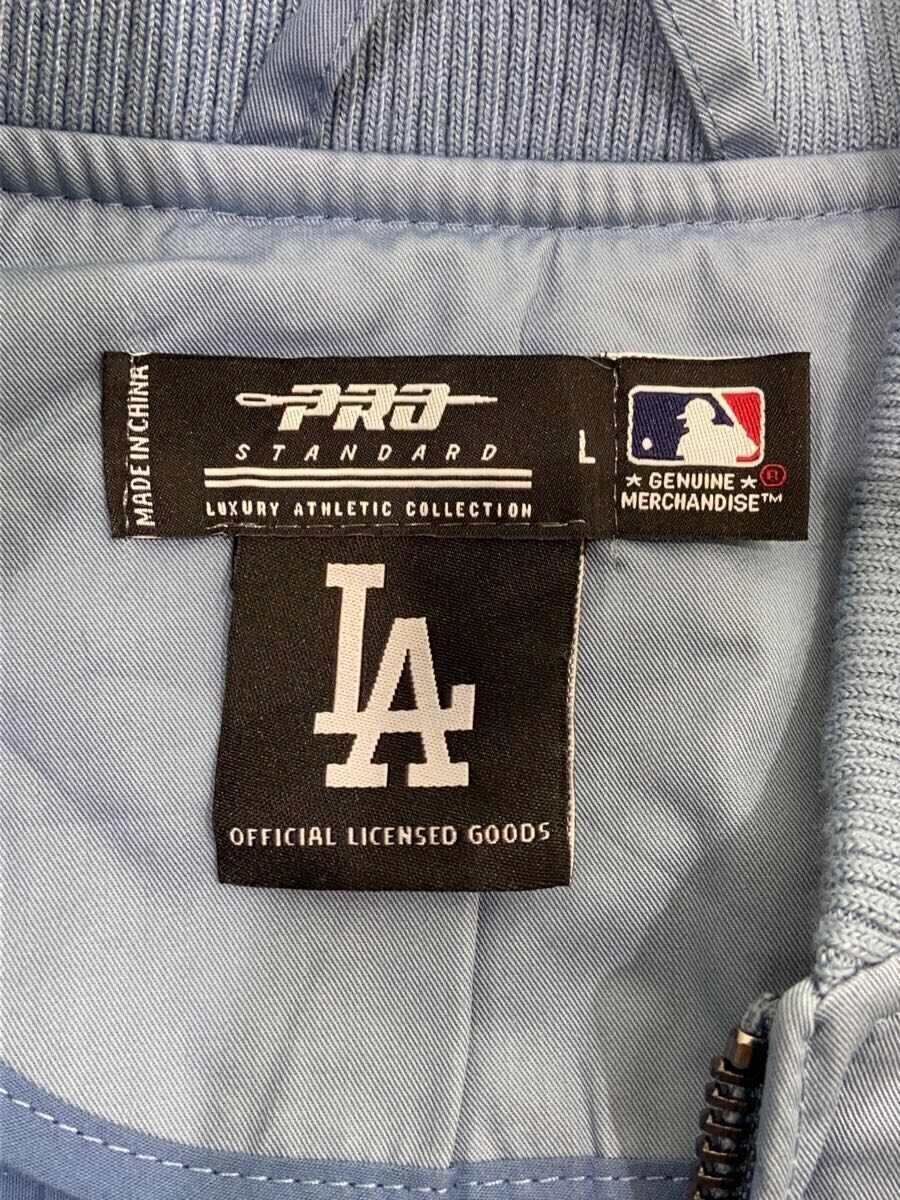 MADE IN CHINA
PRO
STANDARD
LUXURY ATHLETIC COLLECTION
L
GENUINE ®
MERCHANDISE™
LA
OFFICIAL LICENSED GOODS